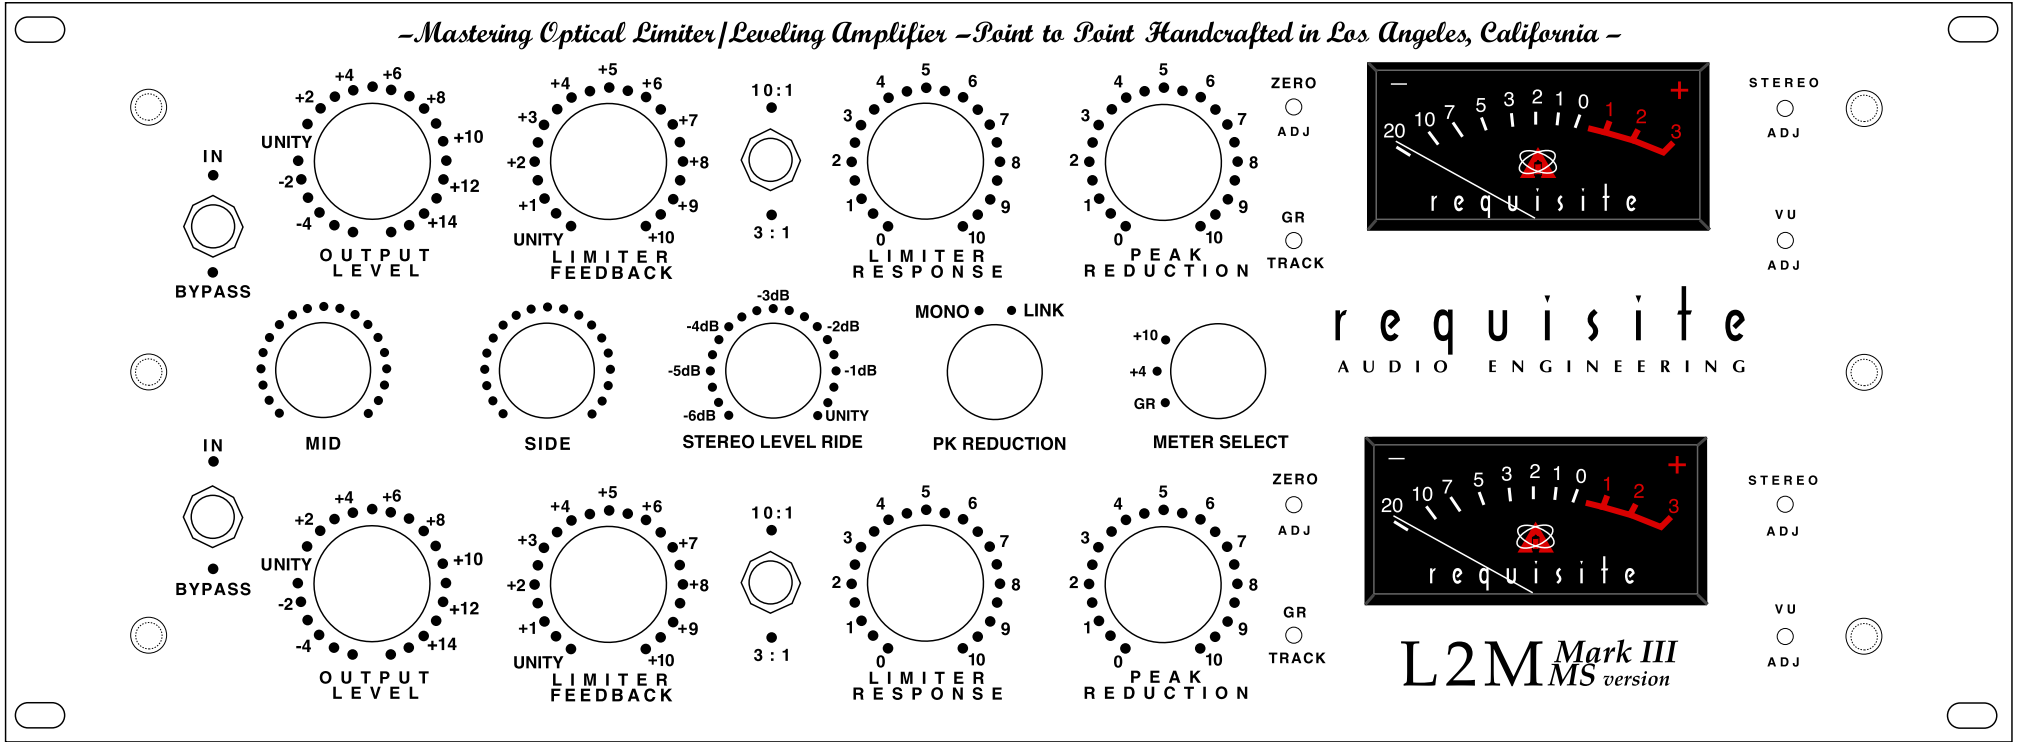 –Mastering Optical Limiter/Leveling Amplifier –Point to Point Handcrafted in Los Angeles, California –
IN
BYPASS
-4
-2
UNITY
+2
+4
+6
+8
+10
+12
+14
OUTPUT
LEVEL
UNITY
+1
+2
+3
+4
+5
+6
+7
+8
+9
+10
LIMITER
FEEDBACK
10:1
3:1
0
1
2
3
4
5
6
7
8
9
10
LIMITER
RESPONSE
0
1
2
3
4
5
6
7
8
9
10
PEAK
REDUCTION
ZERO
ADJ
GR
TRACK
– +
20 10 7 5 3 2 1 0 1 2 3
requisite
STEREO
ADJ
VU
ADJ
MID
SIDE
-6dB
-5dB
-4dB
-3dB
-2dB
-1dB
UNITY
STEREO LEVEL RIDE
MONO LINK
PK REDUCTION
+10
+4
GR
METER SELECT
requisite
AUDIO ENGINEERING
IN
BYPASS
-4
-2
UNITY
+2
+4
+6
+8
+10
+12
+14
OUTPUT
LEVEL
UNITY
+1
+2
+3
+4
+5
+6
+7
+8
+9
+10
LIMITER
FEEDBACK
10:1
3:1
0
1
2
3
4
5
6
7
8
9
10
LIMITER
RESPONSE
0
1
2
3
4
5
6
7
8
9
10
PEAK
REDUCTION
ZERO
ADJ
GR
TRACK
– +
20 10 7 5 3 2 1 0 1 2 3
requisite
STEREO
ADJ
VU
ADJ
L2M Mark III
MS version